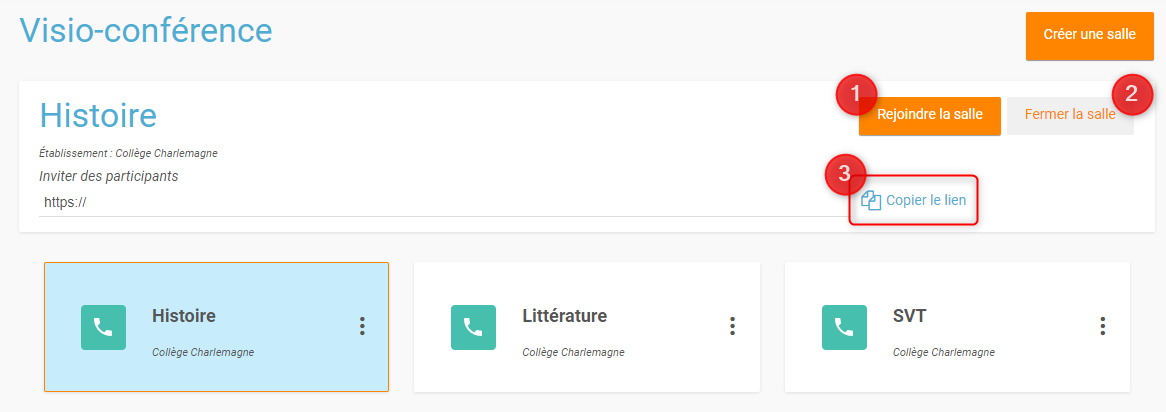 Visio-conférence
Créer une salle
Histoire
1
Rejoindre la salle
2
Fermer la salle
Établissement : Collège Charlemagne
Inviter des participants
3
https://
Copier le lien
Histoire
Collège Charlemagne
Littérature
Collège Charlemagne
SVT
Collège Charlemagne